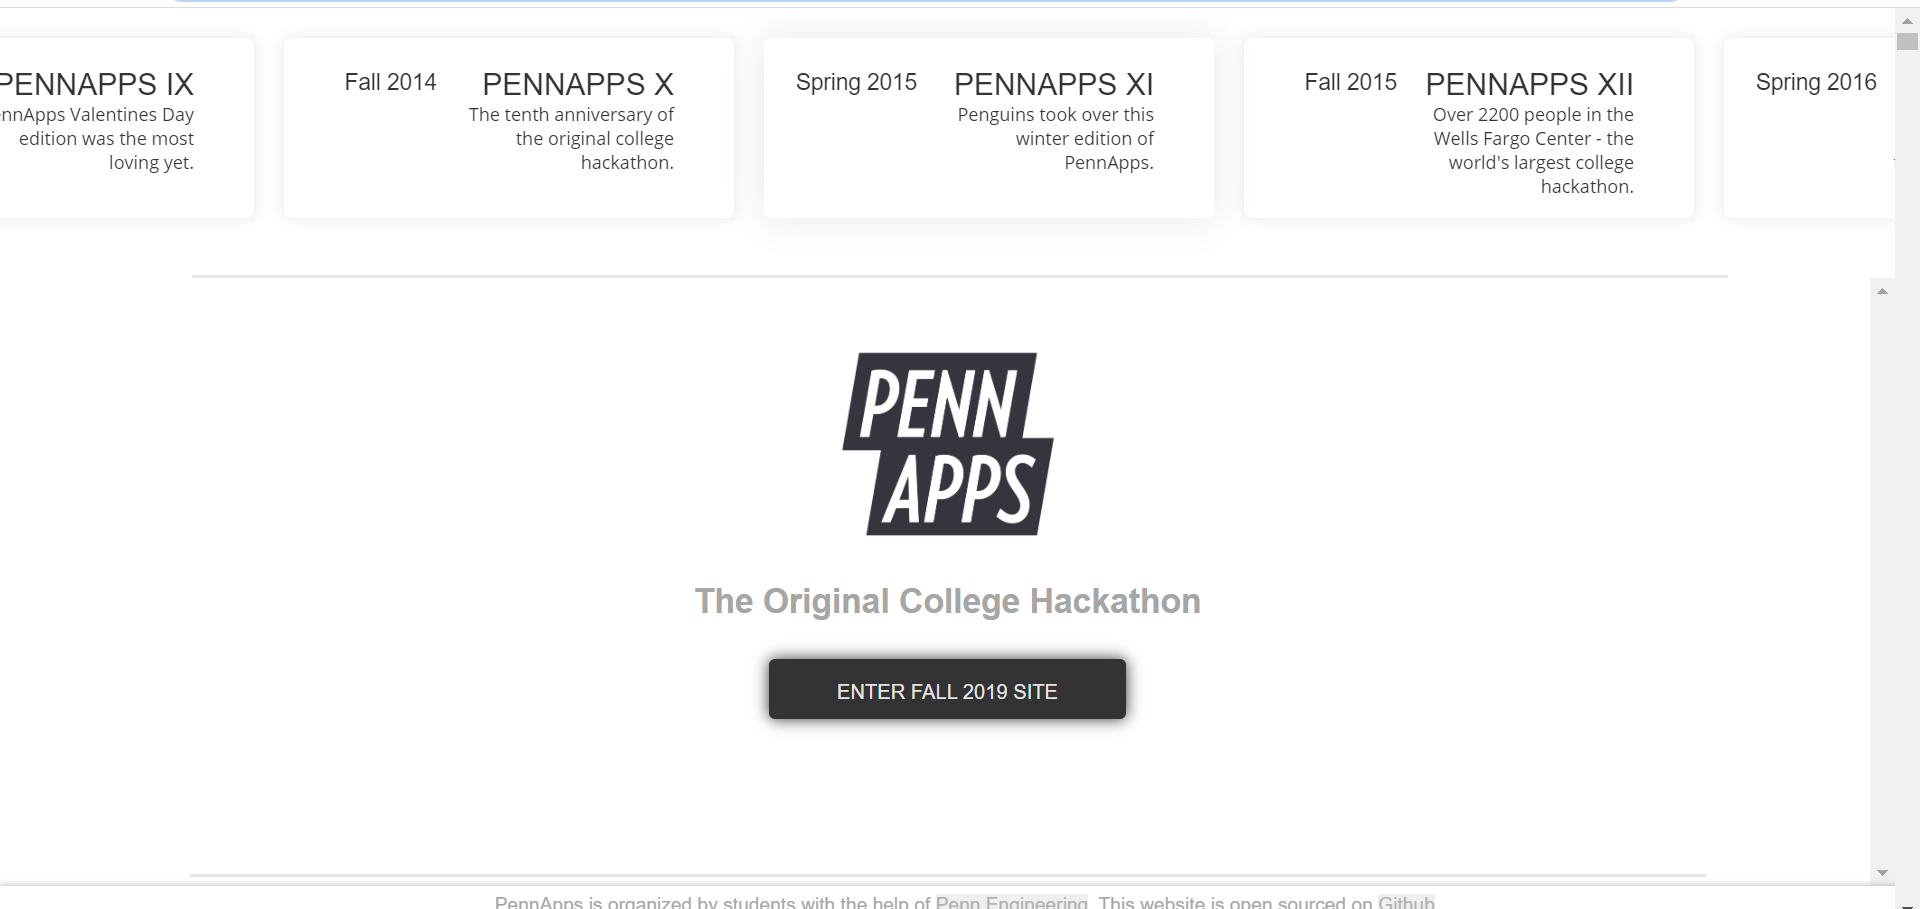 PENNAPPS IX
nnApps Valentines Day
edition was the most
loving yet.
Fall 2014
PENNAPPS X
The tenth anniversary of
the original college
hackathon.
Spring 2015
PENNAPPS XI
Penguins took over this
winter edition of
PennApps.
Fall 2015
PENNAPPS XII
Over 2200 people in the
Wells Fargo Center - the
world's largest college
hackathon.
Spring 2016
PENN
APPS
The Original College Hackathon
ENTER FALL 2019 SITE
PennApps is organized by students with the help of Penn Engineering. This website is open sourced on Github